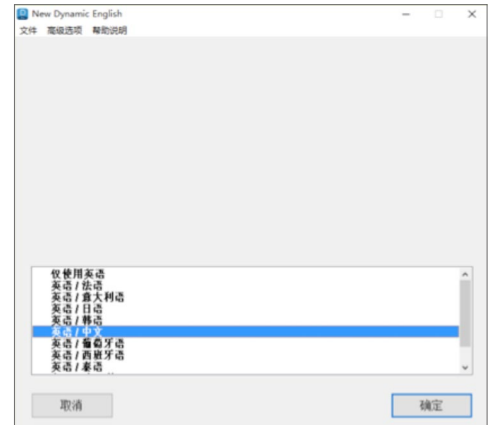 New Dynamic English
文件 高级选项 帮助说明
仅使用英语
英语 / 法语
英语 / 意大利语
英语 / 日语
英语 / 韩语
英语 / 中文
英语 / 葡萄牙语
英语 / 西班牙语
英语 / 泰语
取消
确定